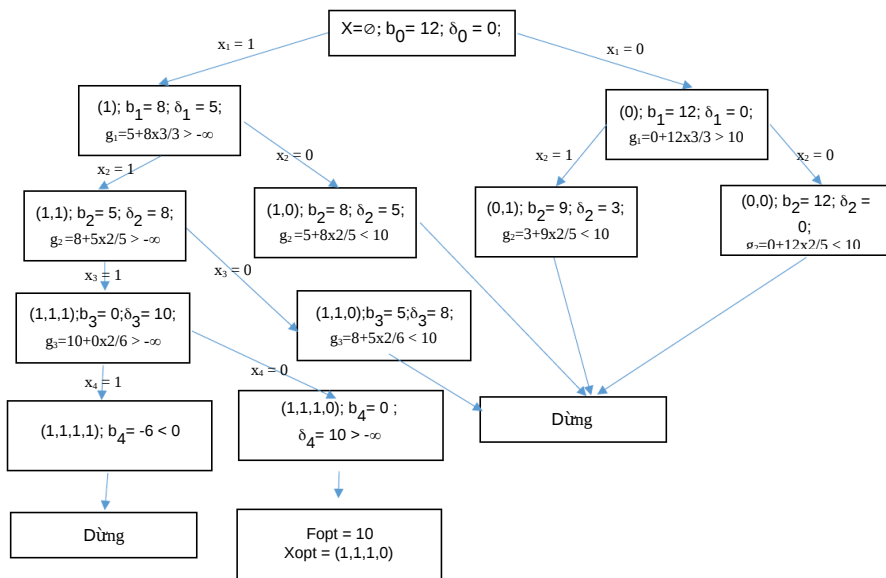 X=∅; b0= 12; δ0 = 0;
x1 = 1
x1 = 0
(1); b1= 8; δ1 = 5;
g1=5+8x3/3 > -∞
(0); b1= 12; δ1 = 0;
g1=0+12x3/3 > 10
x2 = 1
x2 = 0
x2 = 1
x2 = 0
(1,1); b2= 5; δ2 = 8;
g2=8+5x2/5 > -∞
(1,0); b2= 8; δ2 = 5;
g2=5+8x2/5 < 10
(0,1); b2= 9; δ2 = 3;
g2=3+9x2/5 < 10
(0,0); b2= 12; δ2 =
0;
g2=0+12x2/5 < 10
x3 = 1
x3 = 0
(1,1,1);b3= 0;δ3= 10;
g3=10+0x2/6 > -∞
(1,1,0);b3= 5;δ3= 8;
g3=8+5x2/6 < 10
x4 = 1
x4 = 0
(1,1,1,1); b4= -6 < 0
(1,1,1,0); b4= 0 ;
δ4= 10 > -∞
Dừng
Dừng
Fopt = 10
Xopt = (1,1,1,0)